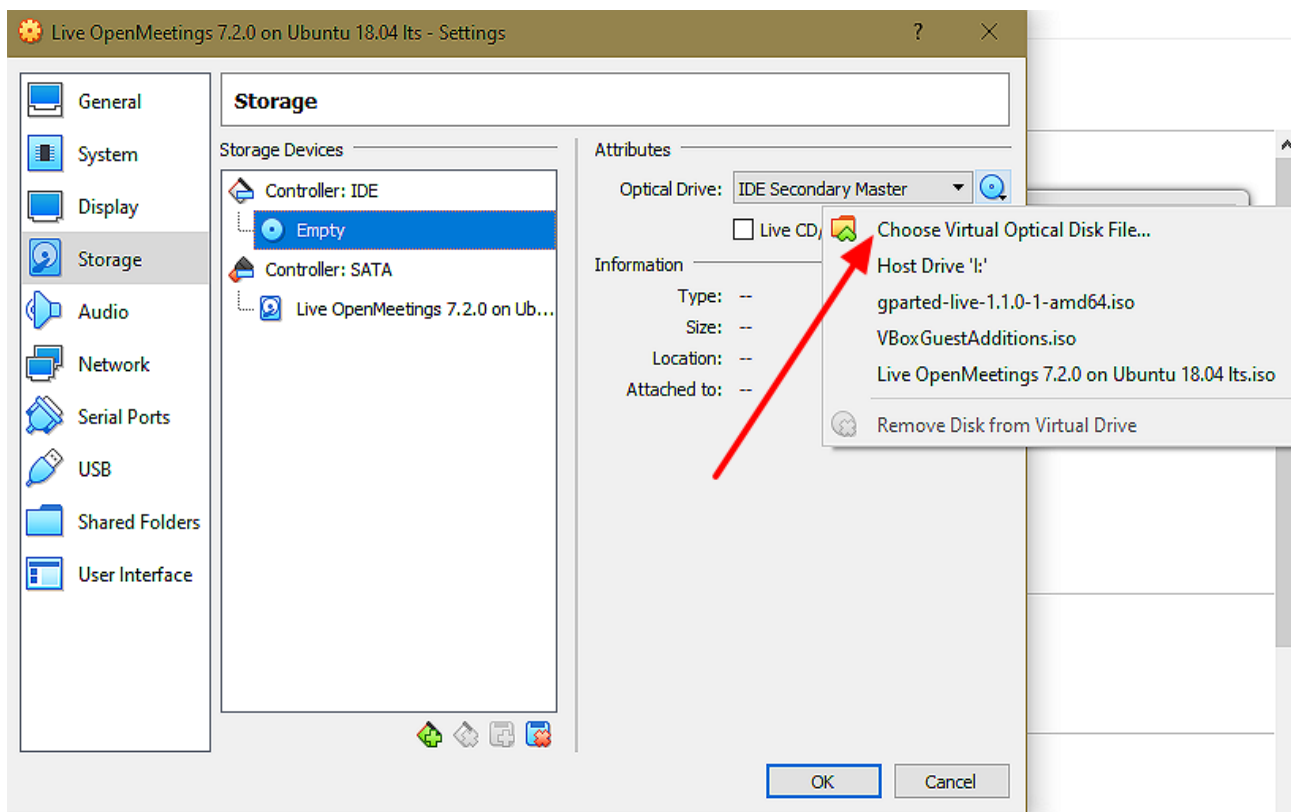 Live OpenMeetings 7.2.0 on Ubuntu 18.04 lts - Settings ?
General
System
Display
Storage
Audio
Network
Serial Ports
USB
Shared Folders
User Interface
Storage
Storage Devices
Controller: IDE
Empty
Controller: SATA
Live OpenMeetings 7.2.0 on Ub...
Attributes
Optical Drive: IDE Secondary Master
Live CD/
Information
Type: --
Size: --
Location: --
Attached to: --
Choose Virtual Optical Disk File...
Host Drive 'I:'
gparted-live-1.1.0-1-amd64.iso
VBoxGuestAdditions.iso
Live OpenMeetings 7.2.0 on Ubuntu 18.04 lts.iso
Remove Disk from Virtual Drive
OK
Cancel